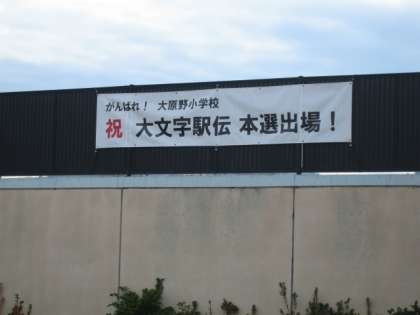 がんばれ！ 大原野小学校
祝 大文字駅伝 本選出場！